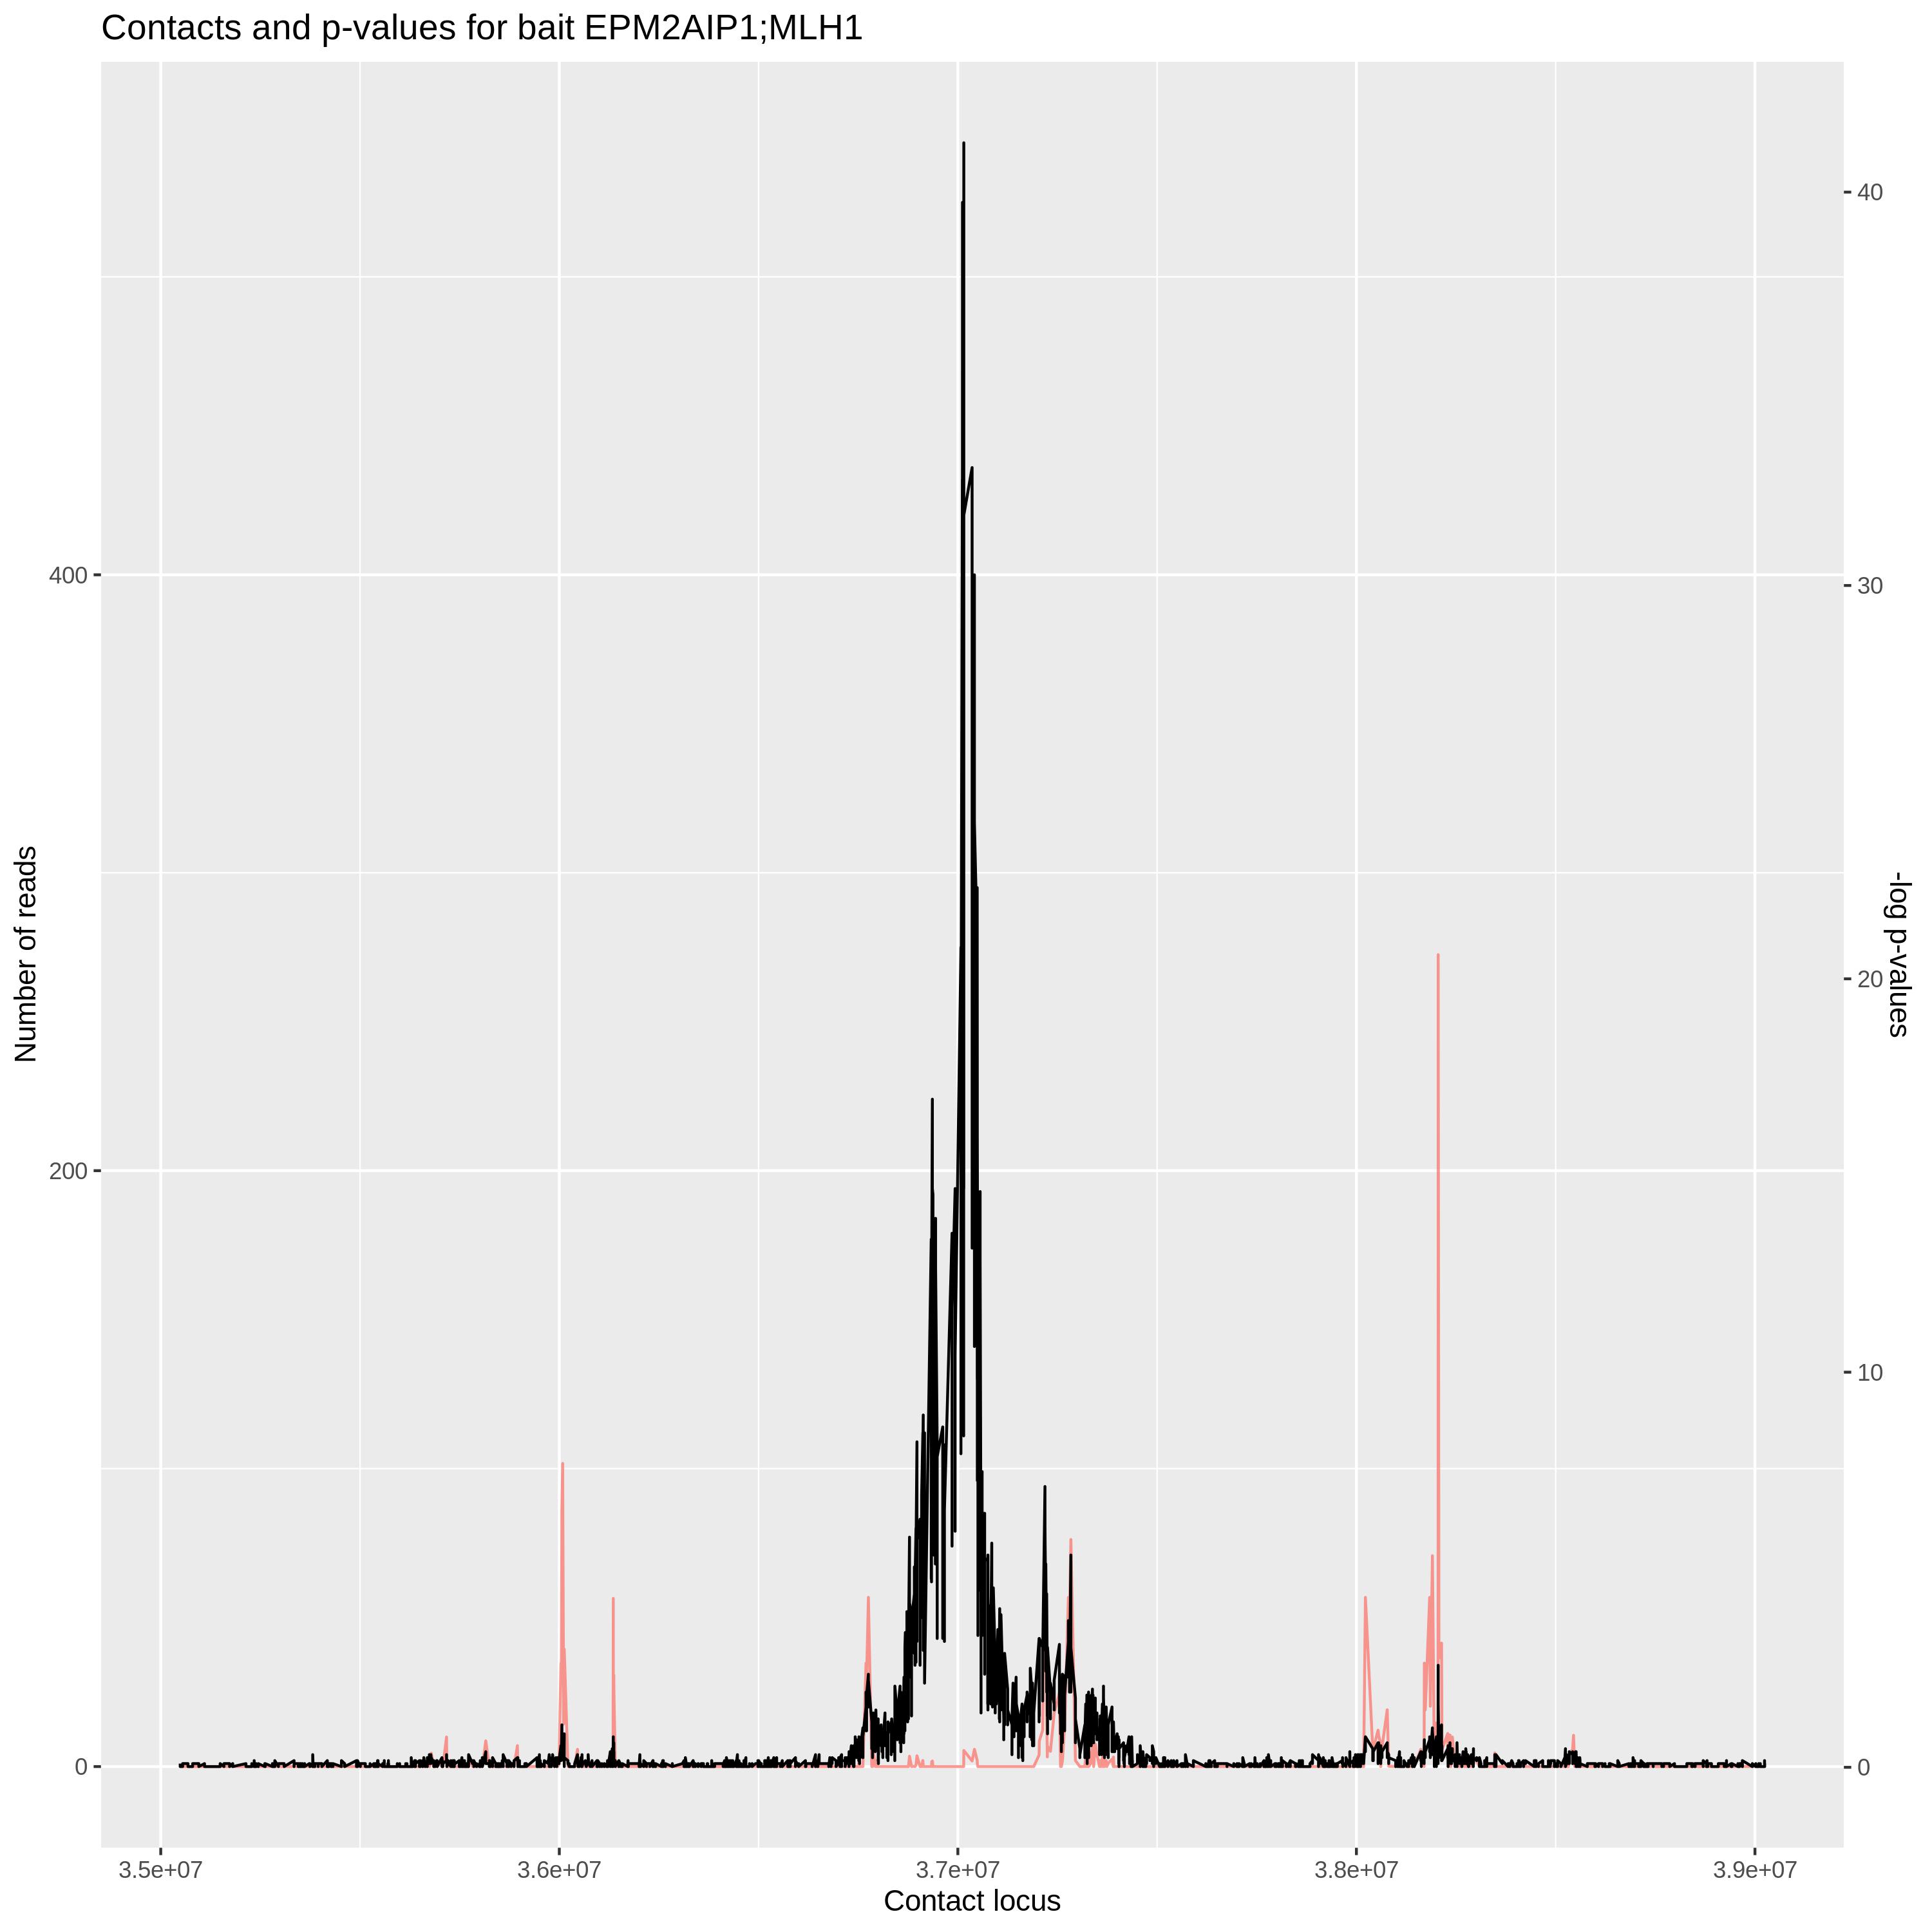 Contacts and p-values for bait EPM2AIP1;MLH1
Number of reads
400
200
0
40
30
20
10
0
-log p-values
3.5e+07 3.6e+07 3.7e+07 3.8e+07 3.9e+07
Contact locus